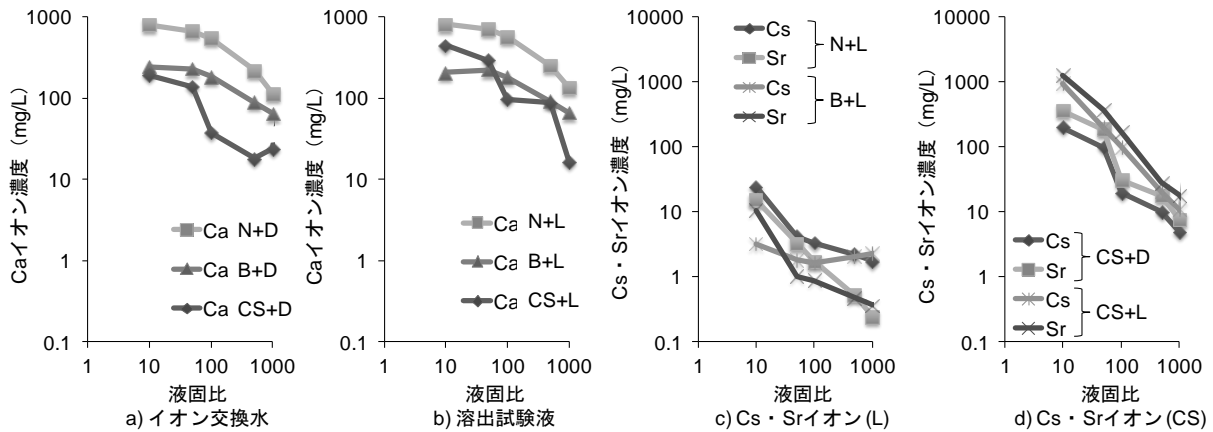 Caイオン濃度（mg/L）
1000
100
10
1
0.1
Ca N+D
Ca B+D
Ca CS+D
1
10
100
1000
液固比
a) イオン交換水
Caイオン濃度（mg/L）
1000
100
10
1
0.1
Ca N+L
Ca B+L
Ca CS+L
1
10
100
1000
液固比
b) 溶出試験液
Cs・Srイオン濃度（mg/L）
10000
1000
100
10
1
0.1
Cs
Sr
N+L
Cs
Sr
B+L
1
10
100
1000
液固比
c) Cs・Srイオン(L)
Cs・Srイオン濃度（mg/L）
10000
1000
100
10
1
0.1
Cs
Sr
CS+D
Cs
Sr
CS+L
1
10
100
1000
液固比
d) Cs・Srイオン(CS)